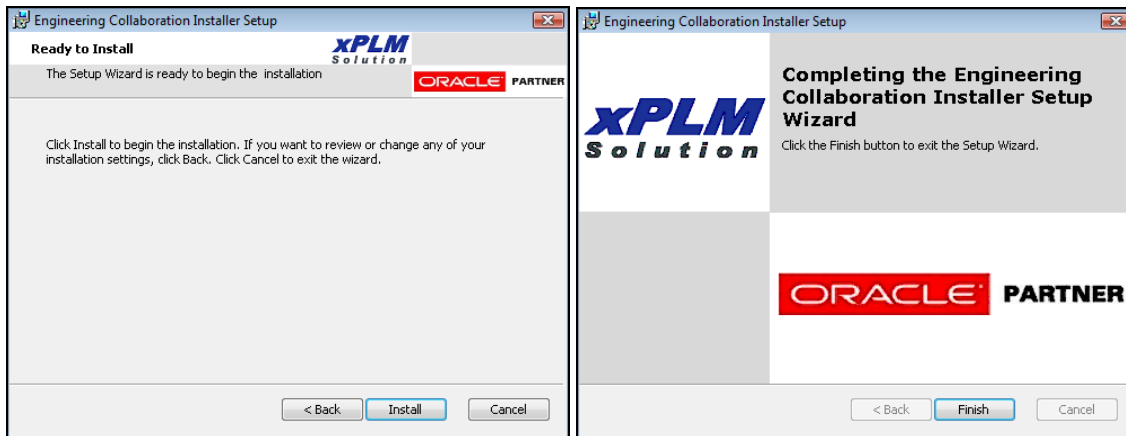 Engineering Collaboration Installer Setup
Ready to Install
The Setup Wizard is ready to begin the installation
xPLM
Solution
ORACLE PARTNER
Click Install to begin the installation. If you want to review or change any of your
installation settings, click Back. Click Cancel to exit the wizard.
< Back
Install
Cancel
Engineering Collaboration Installer Setup
xPLM
Solution
Completing the Engineering
Collaboration Installer Setup
Wizard
Click the Finish button to exit the Setup Wizard.
ORACLE PARTNER
< Back
Finish
Cancel